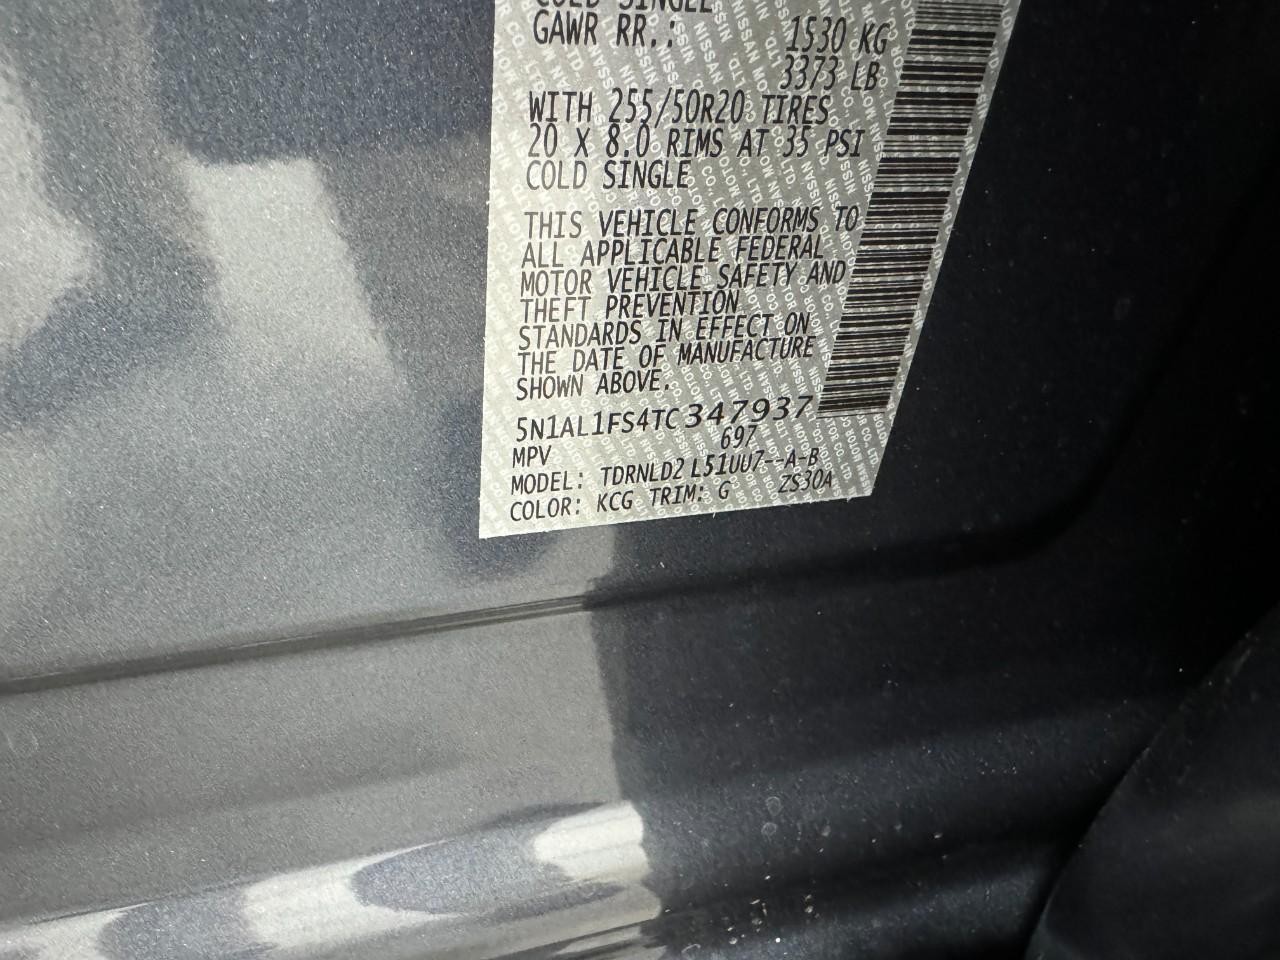 COLD SINGLE
GAWR RR.: 1530 KG
3373 LB
WITH 255/50R20 TIRES
20 X 8.0 RIMS AT 35 PSI
COLD SINGLE
THIS VEHICLE CONFORMS TO
ALL APPLICABLE FEDERAL
MOTOR VEHICLE SAFETY AND
THEFT PREVENTION
STANDARDS IN EFFECT ON
THE DATE OF MANUFACTURE
SHOWN ABOVE.
5N1AL1FS4TC347937
MPV 697
MODEL: TDRNLD2 L51UU7--A-B
COLOR: KCG TRIM: G ZS30A